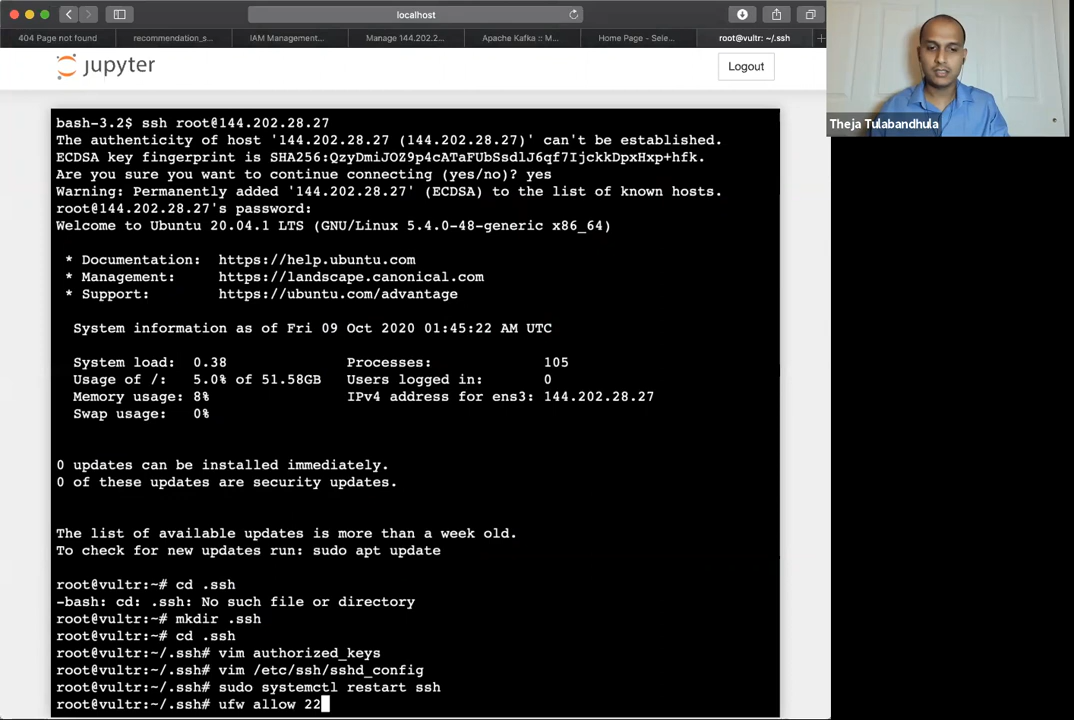 localhost
404 Page not found
recommendation_s...
IAM Management...
Manage 144.202.2...
Apache Kafka :: M...
Home Page - Sele...
root@vultr: ~/.ssh
jupyter
Logout
Theja Tulabandhula
bash-3.2$ ssh root@144.202.28.27
The authenticity of host '144.202.28.27 (144.202.28.27)' can't be established.
ECDSA key fingerprint is SHA256:QzyDmiJOZ9p4cATaFUbSsdlJ6qf7IjckkDpxHxp+hfk.
Are you sure you want to continue connecting (yes/no)? yes
Warning: Permanently added '144.202.28.27' (ECDSA) to the list of known hosts.
root@144.202.28.27's password:
Welcome to Ubuntu 20.04.1 LTS (GNU/Linux 5.4.0-48-generic x86_64)
* Documentation: https://help.ubuntu.com
* Management: https://landscape.canonical.com
* Support: https://ubuntu.com/advantage
System information as of Fri 09 Oct 2020 01:45:22 AM UTC
System load: 0.38 Processes: 105
Usage of /: 5.0% of 51.58GB Users logged in: 0
Memory usage: 8% IPv4 address for ens3: 144.202.28.27
Swap usage: 0%
0 updates can be installed immediately.
0 of these updates are security updates.
The list of available updates is more than a week old.
To check for new updates run: sudo apt update
root@vultr:~# cd .ssh
-bash: cd: .ssh: No such file or directory
root@vultr:~# mkdir .ssh
root@vultr:~# cd .ssh
root@vultr:~/.ssh# vim authorized_keys
root@vultr:~/.ssh# vim /etc/ssh/sshd_config
root@vultr:~/.ssh# sudo systemctl restart ssh
root@vultr:~/.ssh# ufw allow 22